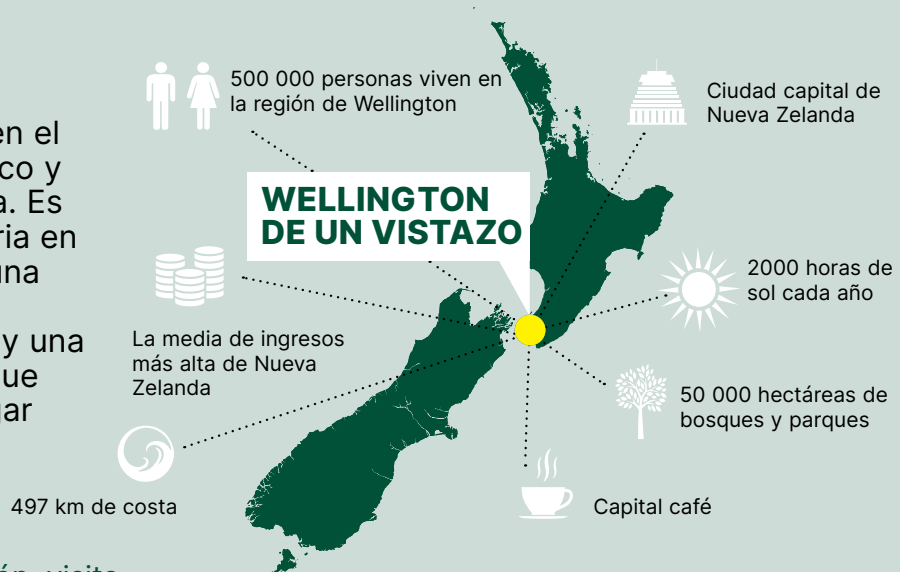 en el
co y
a. Es
ria en
una
y una
ue
gar
500 000 personas viven en
la región de Wellington
Ciudad capital de
Nueva Zelanda
WELLINGTON
DE UN VISTAZO
2000 horas de
sol cada año
La media de ingresos
más alta de Nueva
Zelanda
50 000 hectáreas de
bosques y parques
497 km de costa
Capital café